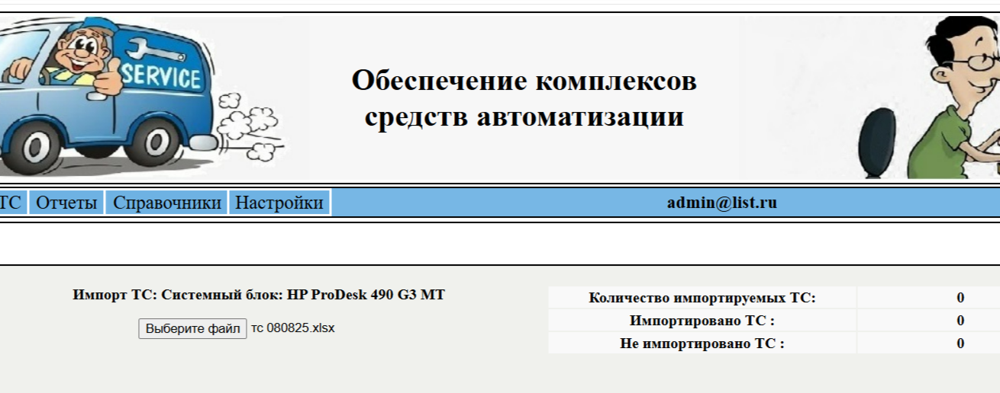 SERVICE
Обеспечение комплексов
средств автоматизации
ТС Отчеты Справочники Настройки admin@list.ru
Импорт ТС: Системный блок: HP ProDesk 490 G3 MT
Выберите файл тс 080825.xlsx
Количество импортируемых ТС: 0
Импортировано ТС : 0
Не импортировано ТС : 0